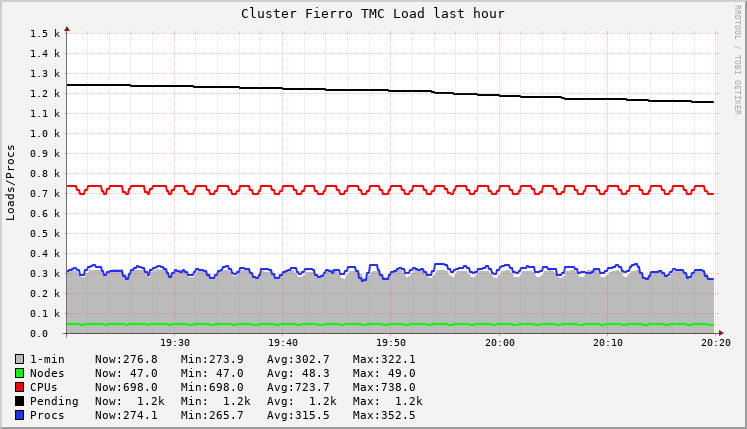 Cluster Fierro TMC Load last hour
RRDTOOL / TOBI OETIKER
Loads/Procs
1.5 k
1.4 k
1.3 k
1.2 k
1.1 k
1.0 k
0.9 k
0.8 k
0.7 k
0.6 k
0.5 k
0.4 k
0.3 k
0.2 k
0.1 k
0.0
19:30 19:40 19:50 20:00 20:10 20:20
1-min Now:276.8 Min:273.9 Avg:302.7 Max:322.1
Nodes Now: 47.0 Min: 47.0 Avg: 48.3 Max: 49.0
CPUs Now:698.0 Min:698.0 Avg:723.7 Max:738.0
Pending Now: 1.2k Min: 1.2k Avg: 1.2k Max: 1.2k
Procs Now:274.1 Min:265.7 Avg:315.5 Max:352.5